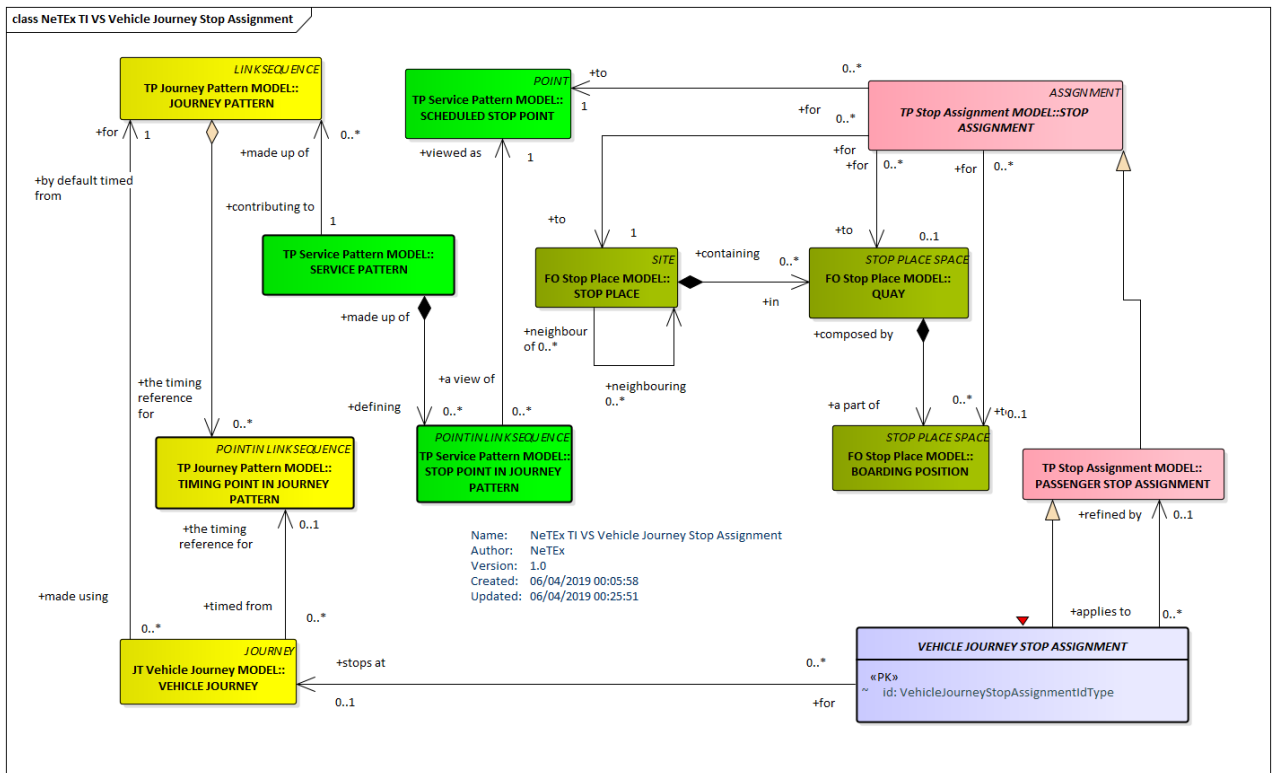 class NeTEx TI VS Vehicle Journey Stop Assignment
LINKSEQUENCE
TP Journey Pattern MODEL::
JOURNEY PATTERN
POINT
TP Service Pattern MODEL::
SCHEDULED STOP POINT
+to
0..*
1
ASSIGNMENT
TP Stop Assignment MODEL::STOP
ASSIGNMENT
+for
0..*
+for
1
0..*
+made up of
+viewed as
1
+for
+for
0..*
+for
0..*
+by default timed
from
+contributing to
1
+to
1
+to
0..1
TP Service Pattern MODEL::
SERVICE PATTERN
SITE
FO Stop Place MODEL::
STOP PLACE
+containing
0..*
+in
STOP PLACE SPACE
FO Stop Place MODEL::
QUAY
+made up of
+neighbour
of 0..*
+composed by
+neighbouring
0..*
+the timing
reference
for
+a view of
+defining
0..*
0..*
0..*
+a part of
0..*
+t
0..1
POINTIN LINKSEQUENCE
TP Journey Pattern MODEL::
TIMING POINT IN JOURNEY
PATTERN
POINTIN LINKSEQUENCE
TP Service Pattern MODEL::
STOP POINT IN JOURNEY
PATTERN
STOP PLACE SPACE
FO Stop Place MODEL::
BOARDING POSITION
TP Stop Assignment MODEL::
PASSENGER STOP ASSIGNMENT
+the timing
reference for
0..1
+refined by
0..1
Name: NeTEx TI VS Vehicle Journey Stop Assignment
Author: NeTEx
Version: 1.0
Created: 06/04/2019 00:05:58
Updated: 06/04/2019 00:25:51
+made using
+timed from
0..*
0..*
+applies to
0..*
JOURNEY
JT Vehicle Journey MODEL::
VEHICLE JOURNEY
+stops at
0..1
0..*
+for
VEHICLE JOURNEY STOP ASSIGNMENT
«PK»
~ id: VehicleJourneyStopAssignmentIdType